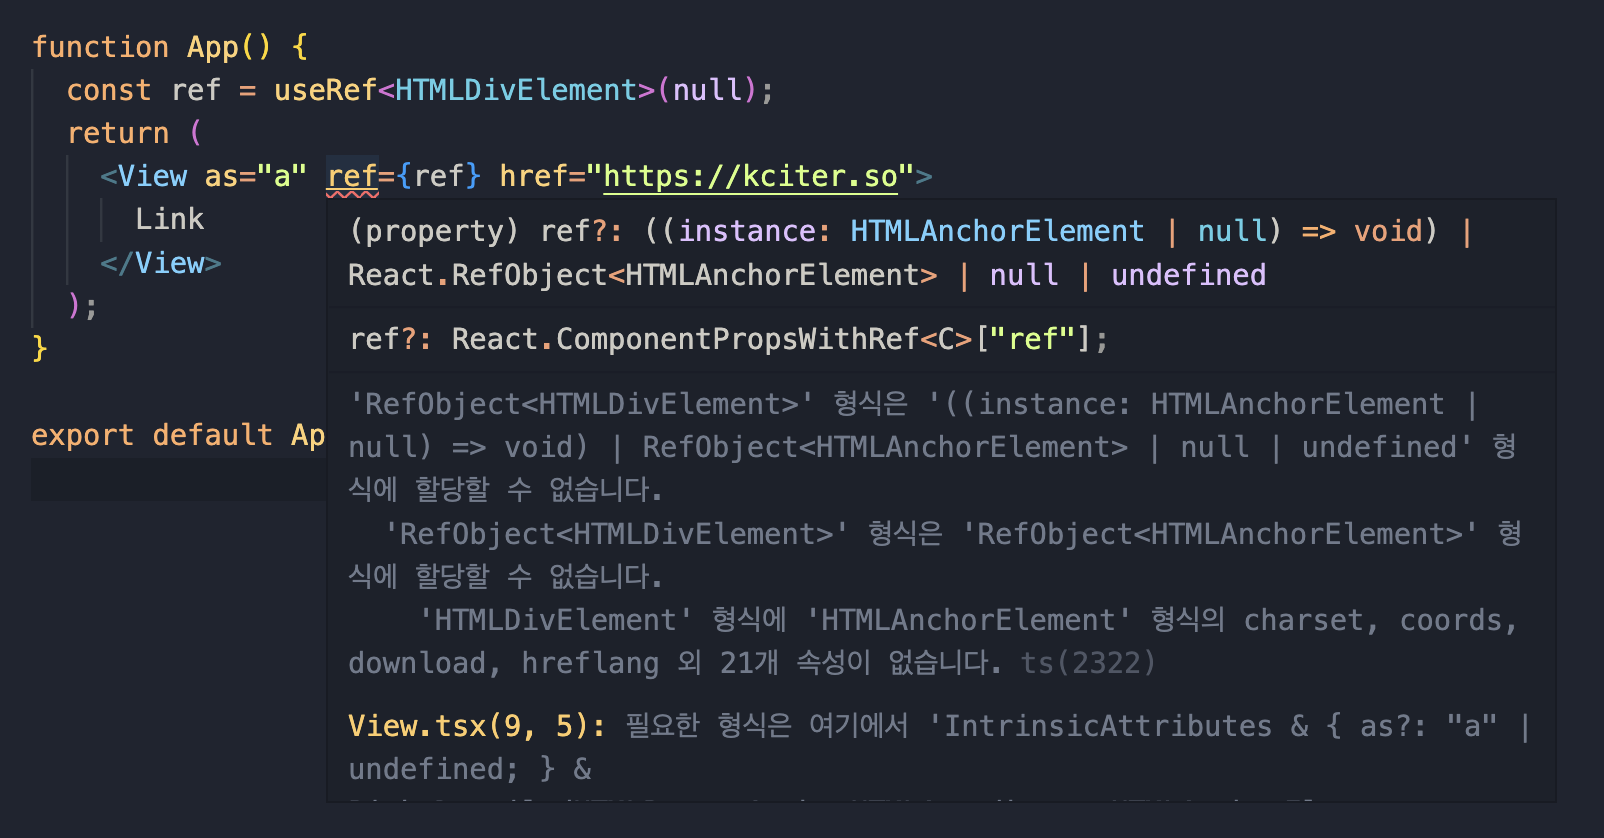 function App() {
const ref = useRef<HTMLDivElement>(null);
return (
<View as="a" ref={ref} href="https://kciter.so">
Link
</View>
);
}
export default Ap
(property) ref?: ((instance: HTMLAnchorElement | null) => void) |
React.RefObject<HTMLAnchorElement> | null | undefined
ref?: React.ComponentPropsWithRef<C>["ref"];
'RefObject<HTMLDivElement>' 형식은 '((instance: HTMLAnchorElement |
null) => void) | RefObject<HTMLAnchorElement> | null | undefined' 형
식에 할당할 수 없습니다.
'RefObject<HTMLDivElement>' 형식은 'RefObject<HTMLAnchorElement>' 형
식에 할당할 수 없습니다.
'HTMLDivElement' 형식에 'HTMLAnchorElement' 형식의 charset, coords,
download, hreflang 외 21개 속성이 없습니다. ts(2322)
View.tsx(9, 5): 필요한 형식은 여기에서 'IntrinsicAttributes & { as?: "a" |
undefined; } &